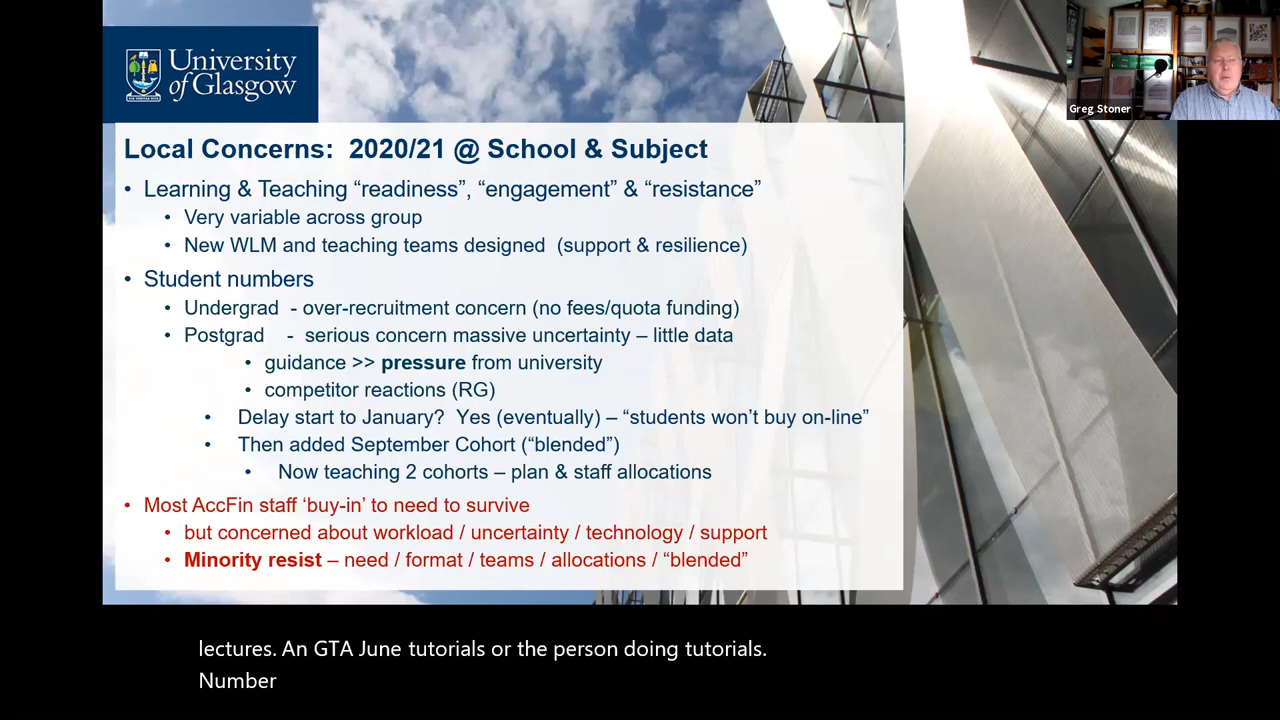 University
of Glasgow
Greg Stoner
Local Concerns: 2020/21 @ School & Subject
• Learning & Teaching “readiness”, “engagement” & “resistance”
• Very variable across group
• New WLM and teaching teams designed (support & resilience)
• Student numbers
• Undergrad - over-recruitment concern (no fees/quota funding)
• Postgrad - serious concern massive uncertainty – little data
• guidance >> pressure from university
• competitor reactions (RG)
• Delay start to January? Yes (eventually) – “students won’t buy on-line”
• Then added September Cohort (“blended”)
• Now teaching 2 cohorts – plan & staff allocations
• Most AccFin staff ‘buy-in’ to need to survive
• but concerned about workload / uncertainty / technology / support
• Minority resist – need / format / teams / allocations / “blended”
lectures. An GTA June tutorials or the person doing tutorials.
Number